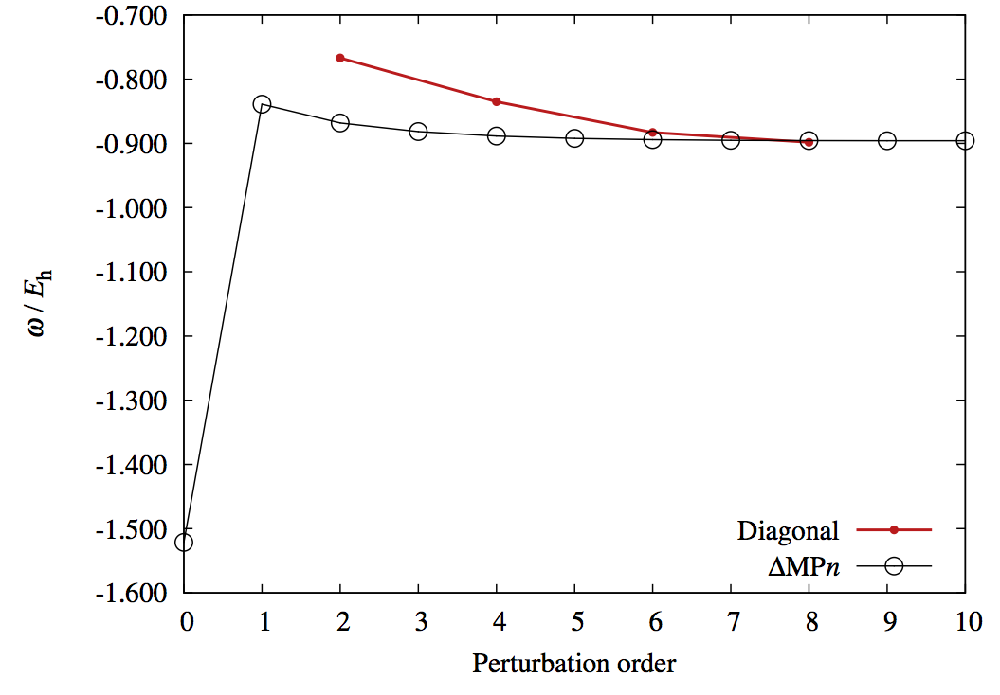 -0.700
-0.800
-0.900
-1.000
-1.100
-1.200
-1.300
-1.400
-1.500
-1.600
ω / Eh
0 1 2 3 4 5 6 7 8 9 10
Perturbation order
Diagonal
ΔMPn